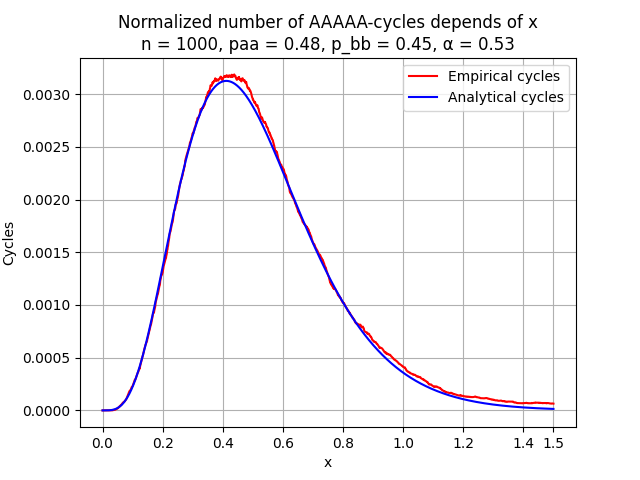 Normalized number of AAAAA-cycles depends of x
n = 1000, paa = 0.48, p_bb = 0.45, α = 0.53
Empirical cycles
Analytical cycles
Cycles
0.0030
0.0025
0.0020
0.0015
0.0010
0.0005
0.0000
0.0 0.2 0.4 0.6 0.8 1.0 1.2 1.4 1.5
x